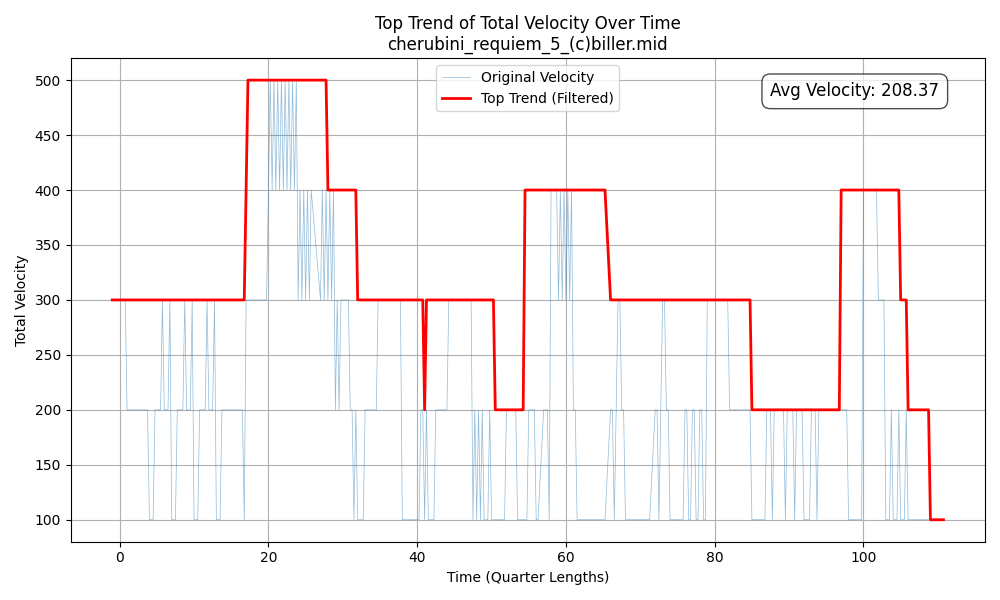 Top Trend of Total Velocity Over Time
cherubini_requiem_5_(c)biller.mid
Original Velocity
Top Trend (Filtered)
Avg Velocity: 208.37
Total Velocity
500
450
400
350
300
250
200
150
100
0 20 40 60 80 100
Time (Quarter Lengths)